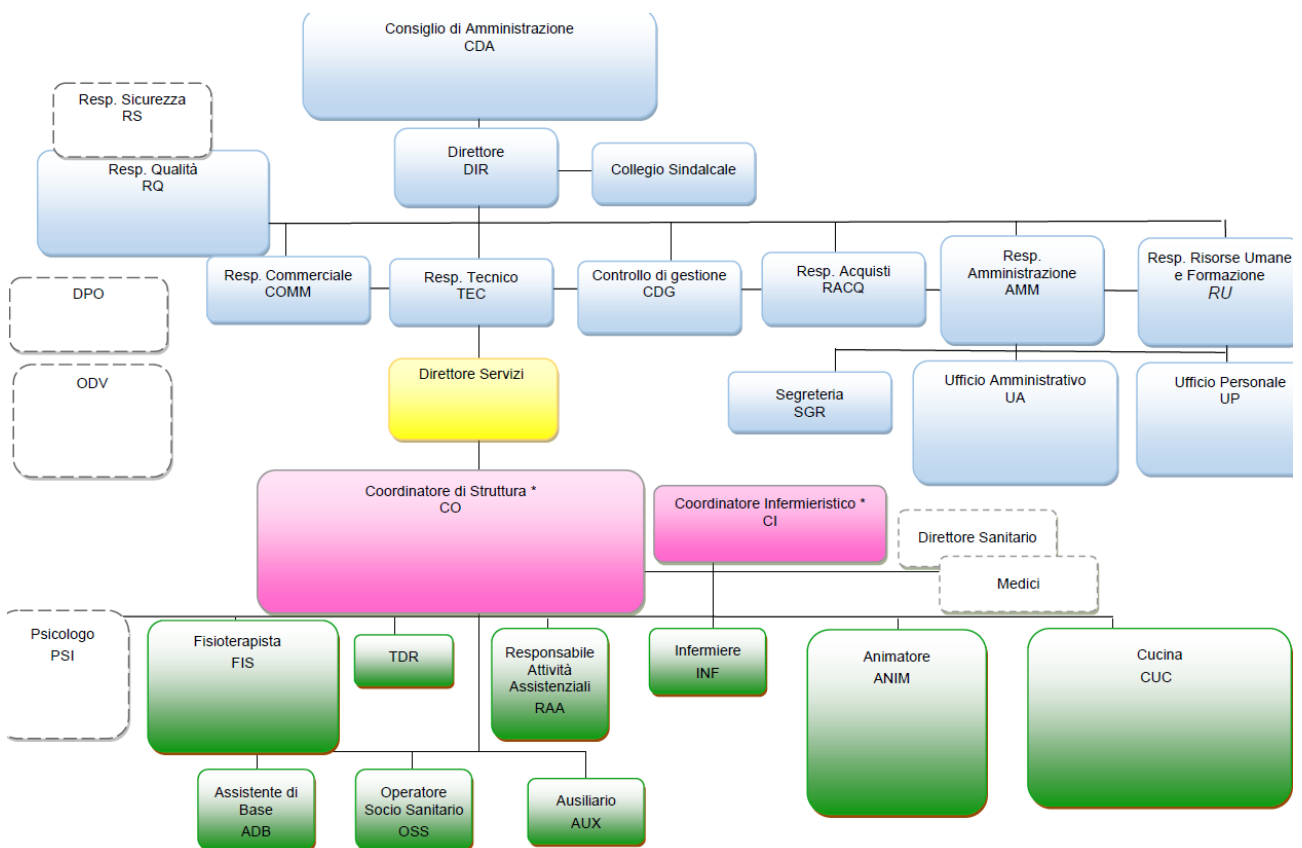 Consiglio di Amministrazione
CDA
Resp. Sicurezza
RS
Direttore
DIR
Collegio Sindalcale
Resp. Qualità
RQ
Resp. Commerciale
COMM
Resp. Tecnico
TEC
Controllo di gestione
CDG
Resp. Acquisti
RACQ
Resp.
Amministrazione
AMM
Resp. Risorse Umane
e Formazione
RU
DPO
ODV
Direttore Servizi
Segreteria
SGR
Ufficio Amministrativo
UA
Ufficio Personale
UP
Coordinatore di Struttura *
CO
Coordinatore Infermieristico *
CI
Direttore Sanitario
Medici
Psicologo
PSI
Fisioterapista
FIS
TDR
Responsabile
Attività
Assistenziali
RAA
Infermiere
INF
Animatore
ANIM
Cucina
CUC
Assistente di
Base
ADB
Operatore
Socio Sanitario
OSS
Ausiliario
AUX